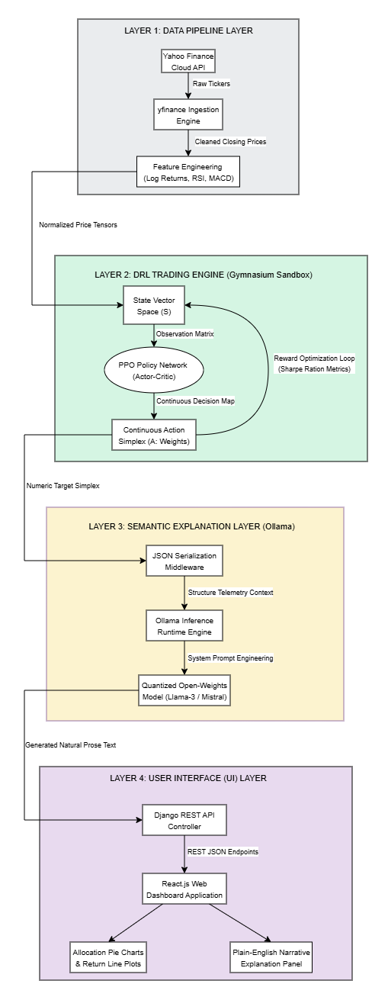 LAYER 1: DATA PIPELINE LAYER
Yahoo Finance
Cloud API
Raw Tickers
yfinance Ingestion
Engine
Cleaned Closing Prices
Feature Engineering
(Log Returns, RSI, MACD)
Normalized Price Tensors
LAYER 2: DRL TRADING ENGINE (Gymnasium Sandbox)
State Vector
Space (S)
Observation Matrix
Reward Optimization Loop
(Sharpe Ration Metrics)
PPO Policy Network
(Actor-Critic)
Continuous Decision Map
Continuous Action
Simplex (A: Weights)
Numeric Target Simplex
LAYER 3: SEMANTIC EXPLANATION LAYER (Ollama)
JSON Serialization
Middleware
Structure Telemetry Context
Ollama Inference
Runtime Engine
System Prompt Engineering
Quantized Open-Weights
Model (Llama-3 / Mistral)
Generated Natural Prose Text
LAYER 4: USER INTERFACE (UI) LAYER
Django REST API
Controller
REST JSON Endpoints
React.js Web
Dashboard Application
Allocation Pie Charts
& Return Line Plots
Plain-English Narrative
Explanation Panel